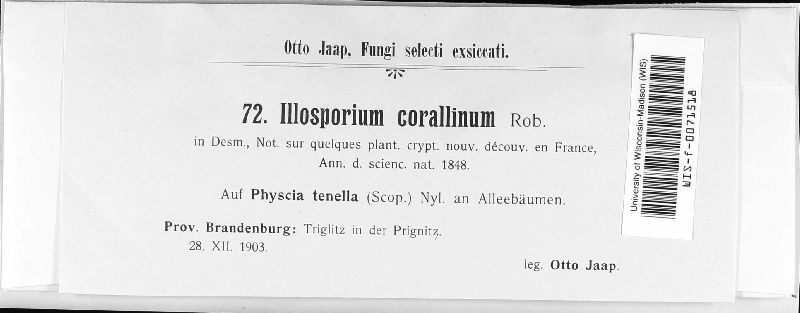 Otto Jaap, Fungi selecti exsiccati.
72. Illosporium corallinum Rob.
in Desm., Not. sur quelques plant. crypt. nouv. découv. en France,
Ann. d. scienc. nat. 1848.
Auf Physcia tenella (Scop.) Nyl. an Alleebäumen.
Prov. Brandenburg: Triglitz in der Prignitz.
28. XII. 1903.
leg. Otto Jaap.
University of Wisconsin-Madison (WIS)
WIS-f-0071518